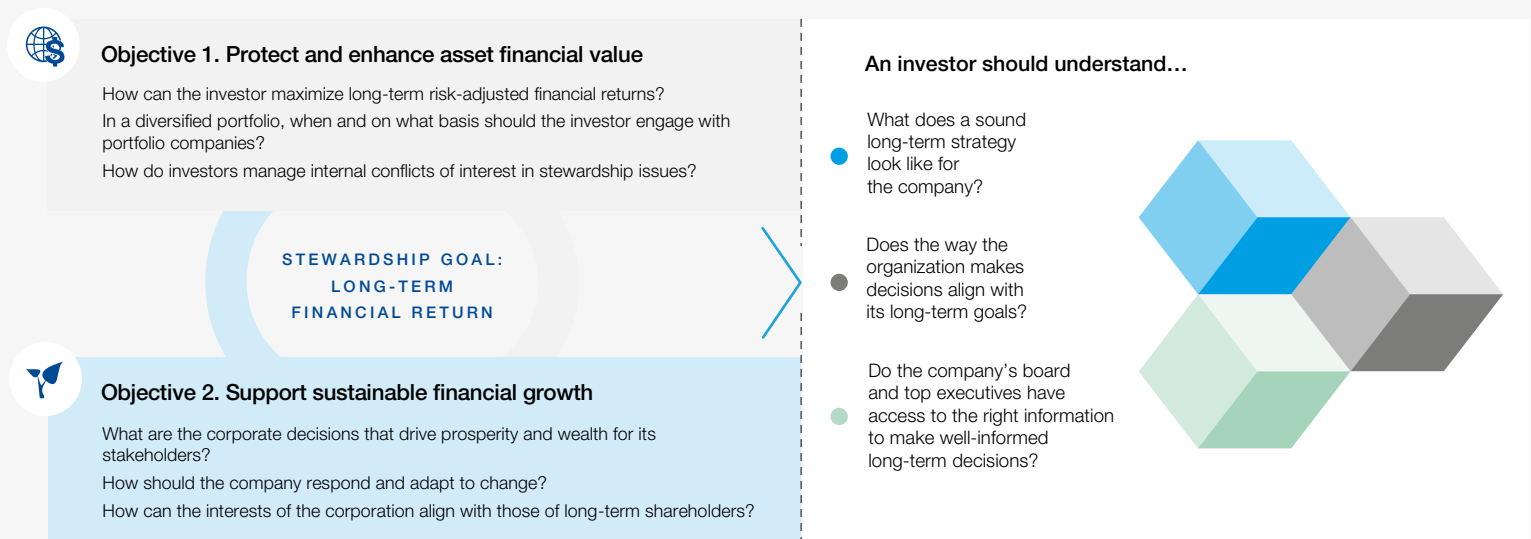 Objective 1. Protect and enhance asset financial value
How can the investor maximize long-term risk-adjusted financial returns?
In a diversified portfolio, when and on what basis should the investor engage with
portfolio companies?
How do investors manage internal conflicts of interest in stewardship issues?
STEWARDSHIP GOAL:
LONG-TERM
FINANCIAL RETURN
Objective 2. Support sustainable financial growth
What are the corporate decisions that drive prosperity and wealth for its
stakeholders?
How should the company respond and adapt to change?
How can the interests of the corporation align with those of long-term shareholders?
An investor should understand…
What does a sound
long-term strategy
look like for
the company?
Does the way the
organization makes
decisions align with
its long-term goals?
Do the company’s board
and top executives have
access to the right information
to make well-informed
long-term decisions?